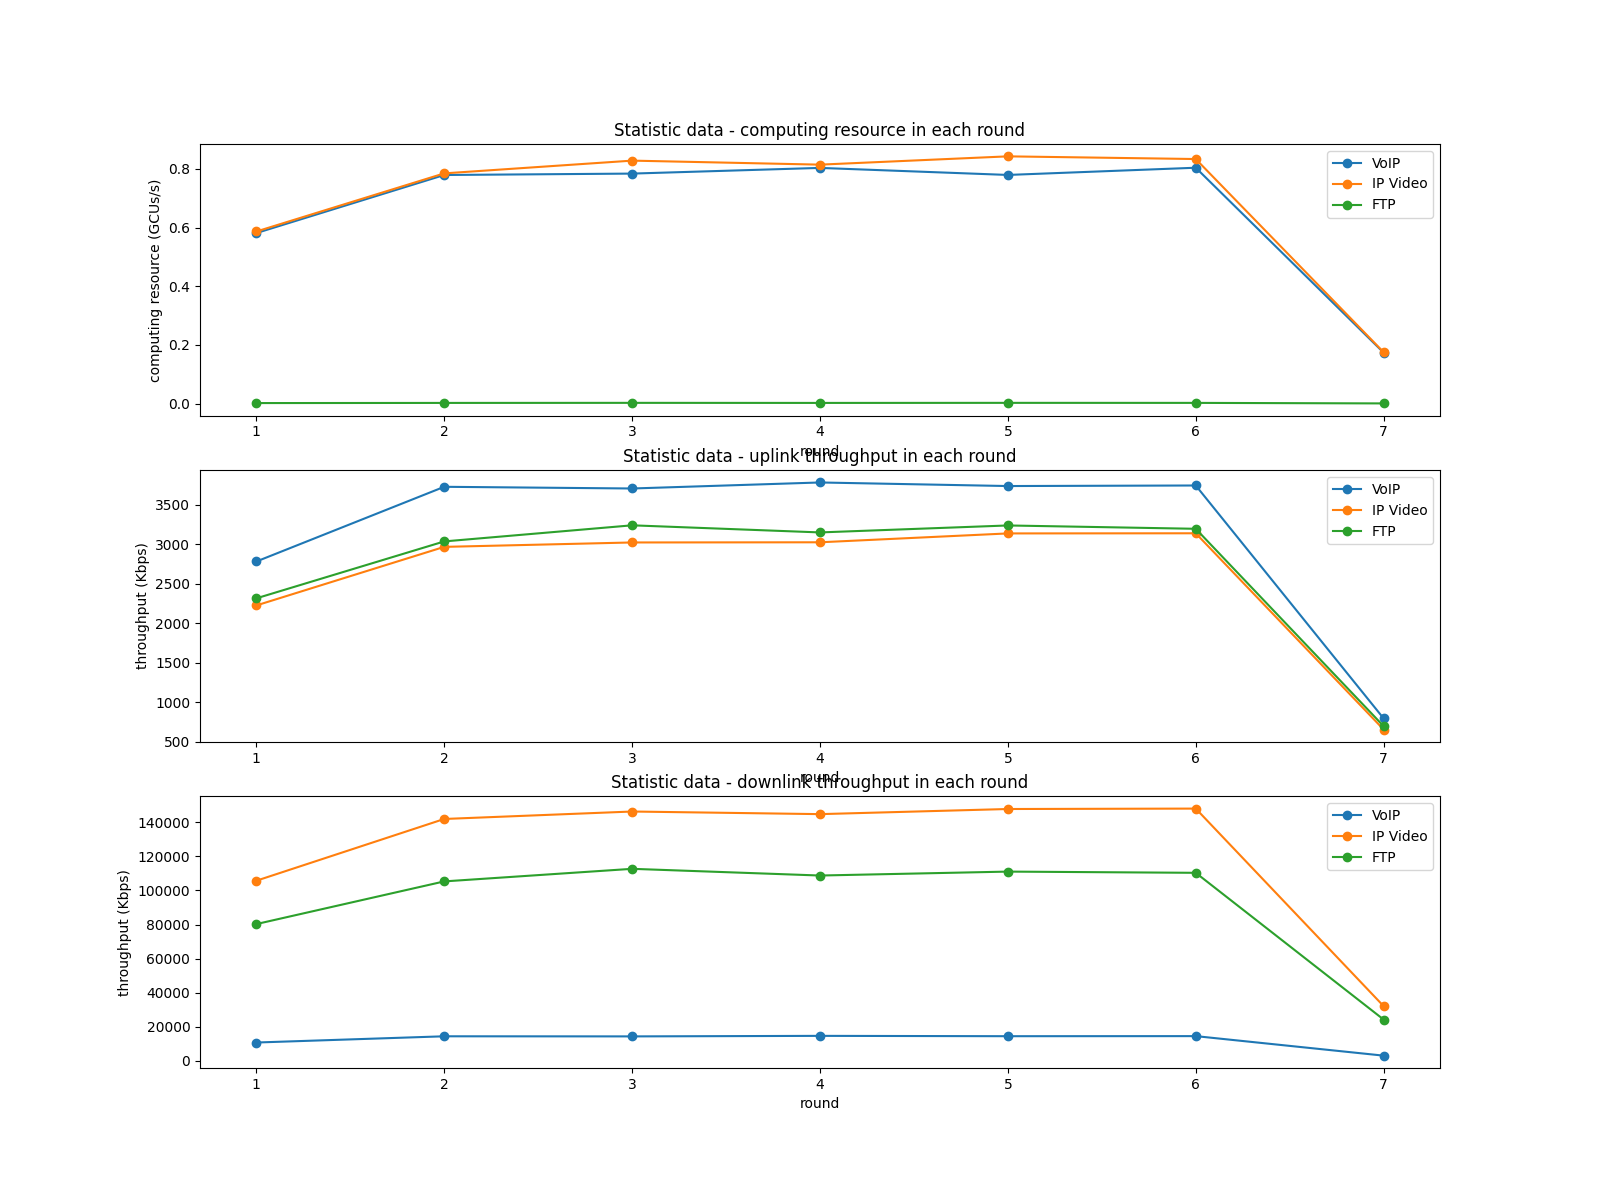 Statistic data - computing resource in each round
computing resource (GCUs/s)
0.8
0.6
0.4
0.2
0.0
VoIP
IP Video
FTP
1 2 3 4 5 6 7
round
Statistic data - uplink throughput in each round
throughput (Kbps)
3500
3000
2500
2000
1500
1000
500
VoIP
IP Video
FTP
1 2 3 4 5 6 7
round
Statistic data - downlink throughput in each round
throughput (Kbps)
140000
120000
100000
80000
60000
40000
20000
0
VoIP
IP Video
FTP
1 2 3 4 5 6 7
round